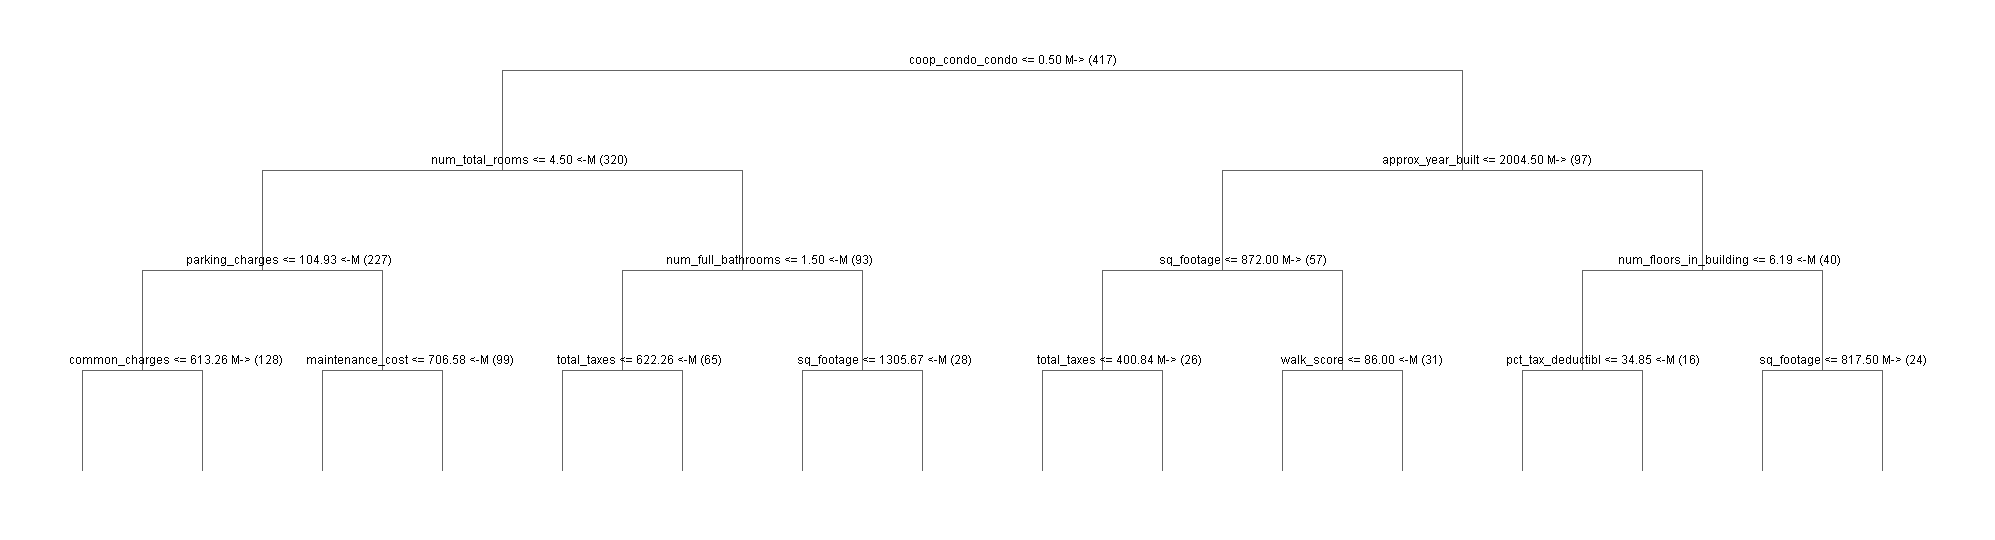 coop_condo_condo <= 0.50 M-> (417)
num_total_rooms <= 4.50 <-M (320)
approx_year_built <= 2004.50 M-> (97)
parking_charges <= 104.93 <-M (227)
num_full_bathrooms <= 1.50 <-M (93)
sq_footage <= 872.00 M-> (57)
num_floors_in_building <= 6.19 <-M (40)
common_charges <= 613.26 M-> (128)
maintenance_cost <= 706.58 <-M (99)
total_taxes <= 622.26 <-M (65)
sq_footage <= 1305.67 <-M (28)
total_taxes <= 400.84 M-> (26)
walk_score <= 86.00 <-M (31)
pct_tax_deductibl <= 34.85 <-M (16)
sq_footage <= 817.50 M-> (24)